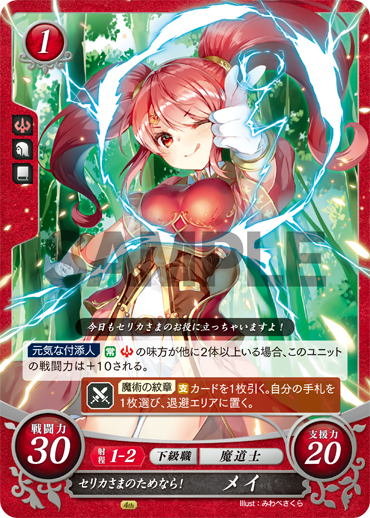 1
SAMPLE
今日もセリカさまのお役に立っちゃいますよ!
元気な付添人 常 の味方が他に2体以上いる場合、このユニット
の戦闘力は+10される。
魔術の紋章 支 カードを1枚引く。自分の手札を
1枚選び、退避エリアに置く。
戦闘力
30
射程 1-2 下級職 魔道士
支援力
20
セリカさまのためなら! メイ
4th Illust:みわべさくら